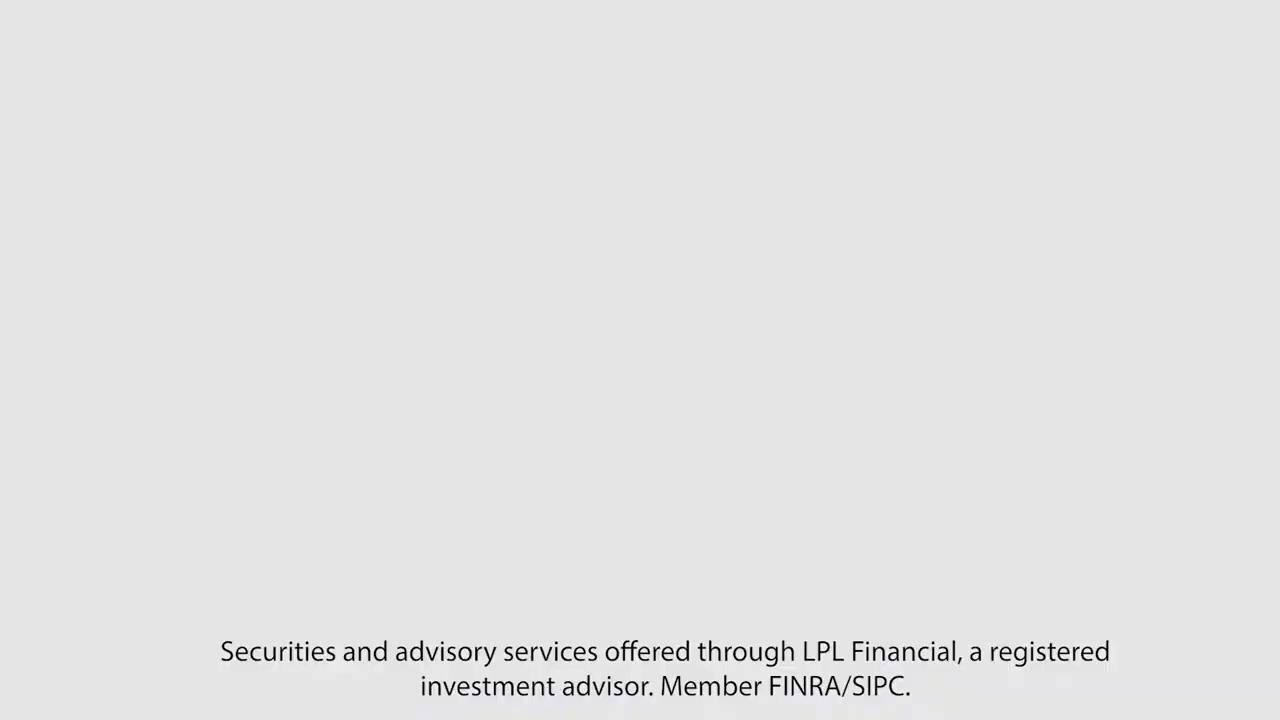 Securities and advisory services offered through LPL Financial, a registered
investment advisor. Member FINRA/SIPC.